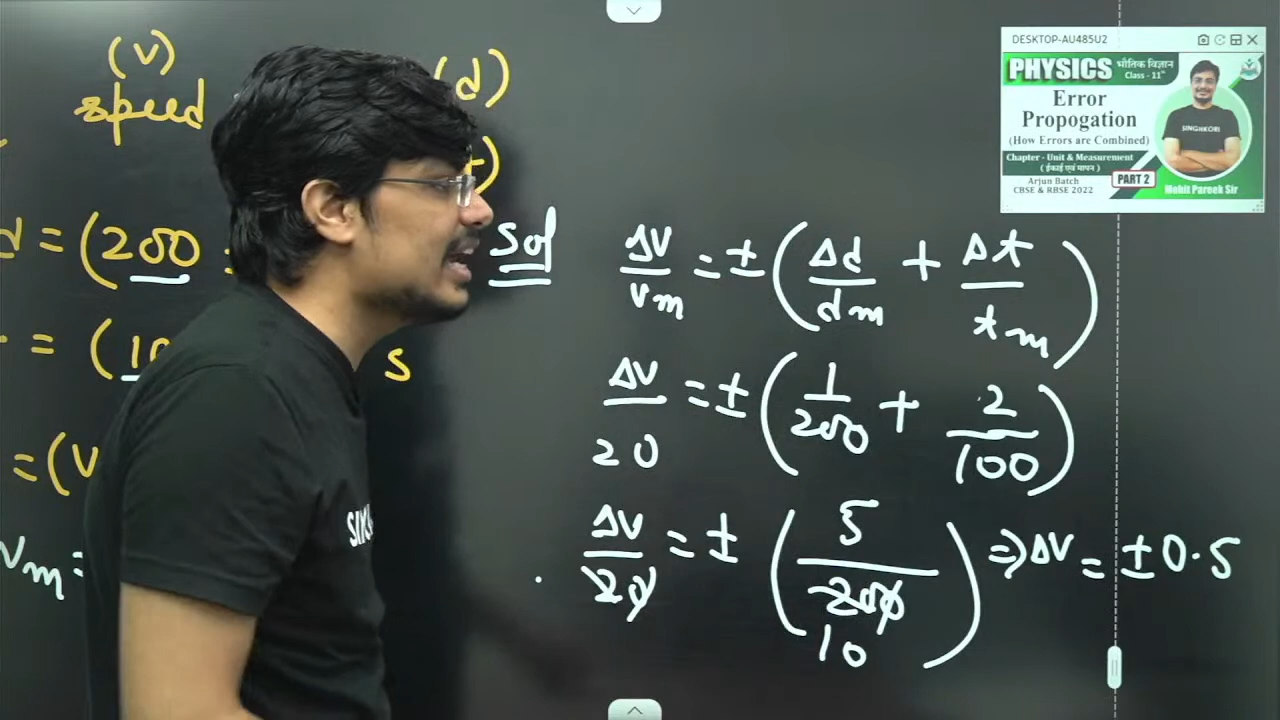 (v)
speed
(d)
t)
d = (200
= (10
s
= (V
Vm =
Sol
ΔV/Vm = ± (Δd/dm + Δt/tm)
ΔV/20 = ± (1/200 + 2/100)
ΔV/20 = ± (5/200 10) ⇒ ΔV = ± 0.5
DESKTOP-AU485U2
PHYSICS भौतिक विज्ञान
Class - 11th
Error
Propogation
(How Errors are Combined)
Chapter - Unit & Measurement
(ईकाई एवं मापन)
Arjun Batch
CBSE & RBSE 2022
PART 2
SINGHKORI
Mohit Pareek Sir